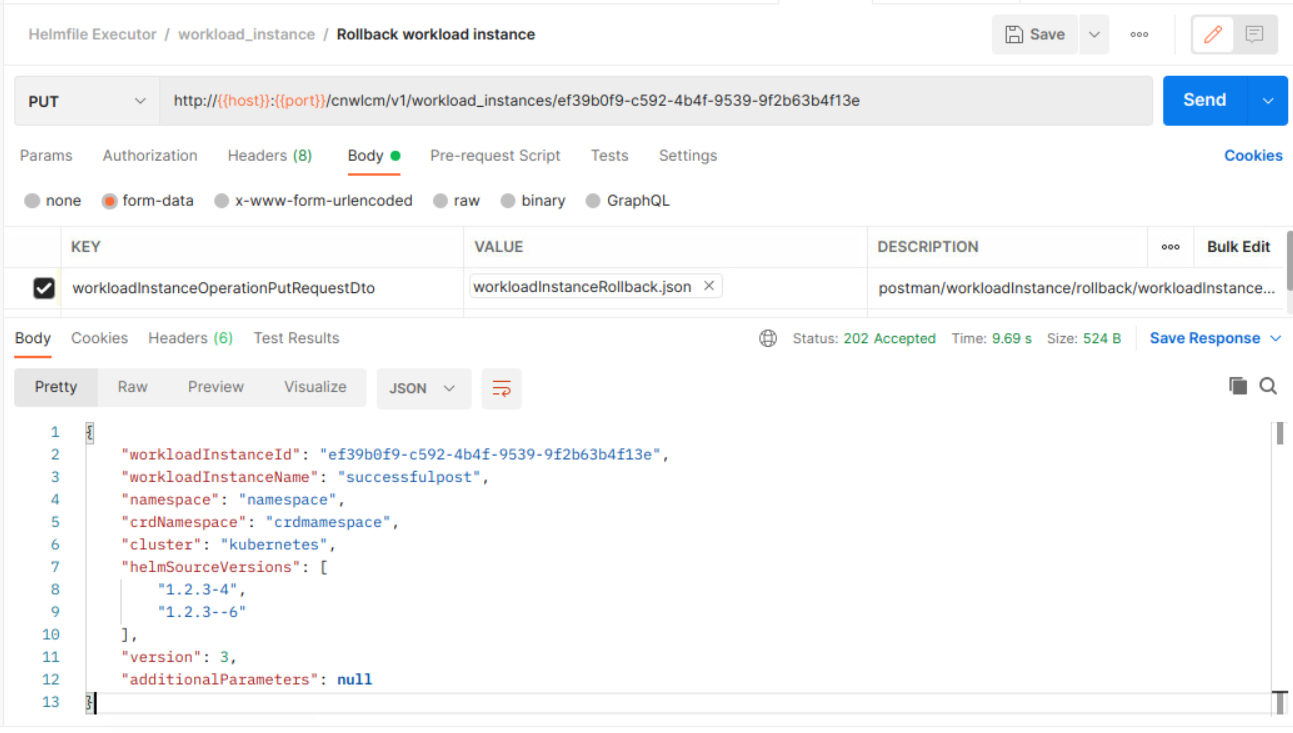 Helmfile Executor / workload_instance / Rollback workload instance
Save
PUT
http://{{host}}:{{port}}/cnwlcm/v1/workload_instances/ef39b0f9-c592-4b4f-9539-9f2b63b4f13e
Send
Params Authorization Headers (8) Body Pre-request Script Tests Settings Cookies
none form-data x-www-form-urlencoded raw binary GraphQL
KEY VALUE DESCRIPTION ooo Bulk Edit
workloadInstanceOperationPutRequestDto workloadInstanceRollback.json × postman/workloadInstance/rollback/workloadInstance...
Body Cookies Headers (6) Test Results Status: 202 Accepted Time: 9.69 s Size: 524 B Save Response
Pretty Raw Preview Visualize JSON
1 {
2 "workloadInstanceId": "ef39b0f9-c592-4b4f-9539-9f2b63b4f13e",
3 "workloadInstanceName": "successfulpost",
4 "namespace": "namespace",
5 "crdNamespace": "crdmamespace",
6 "cluster": "kubernetes",
7 "helmSourceVersions": [
8 "1.2.3-4",
9 "1.2.3--6"
10 ],
11 "version": 3,
12 "additionalParameters": null
13 }